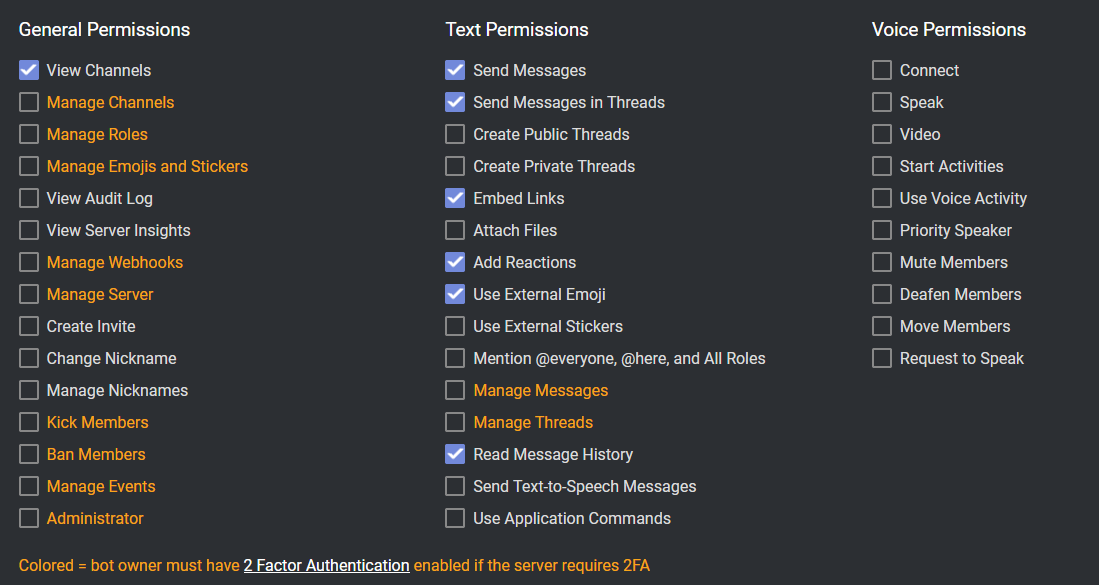 General Permissions
View Channels
Manage Channels
Manage Roles
Manage Emojis and Stickers
View Audit Log
View Server Insights
Manage Webhooks
Manage Server
Create Invite
Change Nickname
Manage Nicknames
Kick Members
Ban Members
Manage Events
Administrator
Text Permissions
Send Messages
Send Messages in Threads
Create Public Threads
Create Private Threads
Embed Links
Attach Files
Add Reactions
Use External Emoji
Use External Stickers
Mention @everyone, @here, and All Roles
Manage Messages
Manage Threads
Read Message History
Send Text-to-Speech Messages
Use Application Commands
Voice Permissions
Connect
Speak
Video
Start Activities
Use Voice Activity
Priority Speaker
Mute Members
Deafen Members
Move Members
Request to Speak
Colored = bot owner must have 2 Factor Authentication enabled if the server requires 2FA